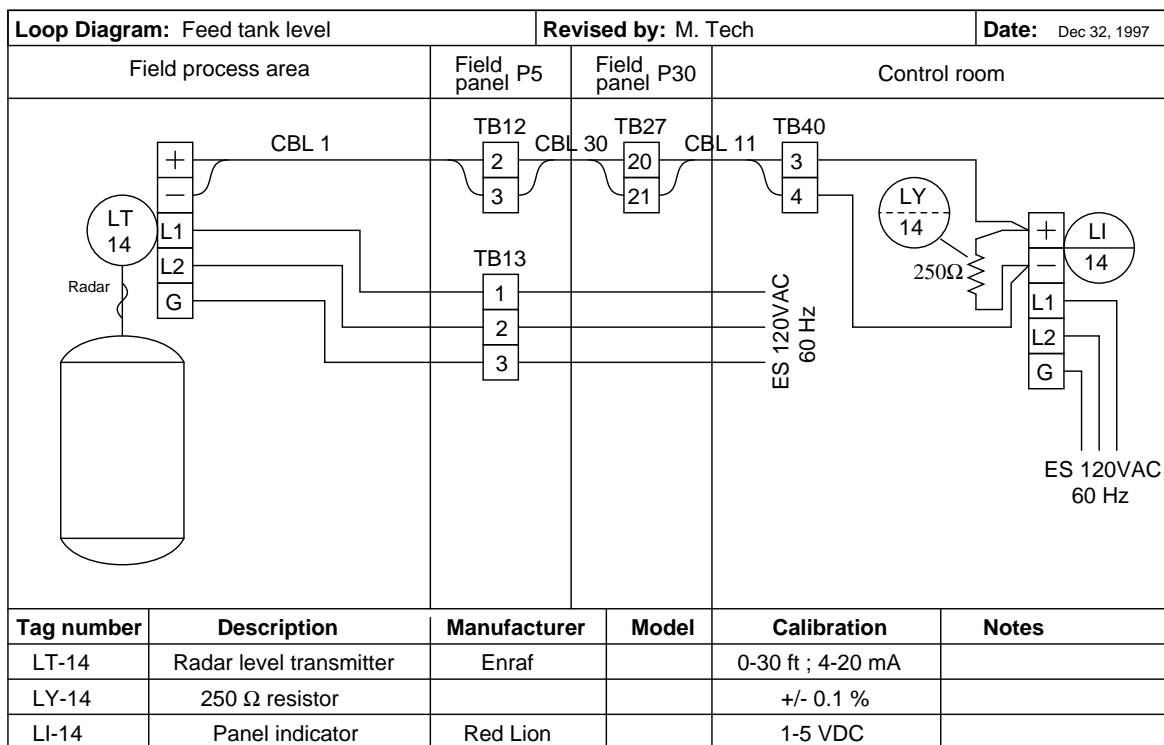 Loop Diagram: Feed tank level Revised by: M. Tech Date: Dec 32, 1997
Field process area
Field panel P5
Field panel P30
Control room
TB12
TB27
TB40
CBL 1
CBL 30
CBL 11
+
2
20
3
—
3
21
4
LT
14
L1
L2
G
Radar
TB13
1
2
3
ES 120VAC
60 Hz
LY
14
250Ω
+
—
LI
14
L1
L2
G
ES 120VAC
60 Hz
Tag number Description Manufacturer Model Calibration Notes
LT-14 Radar level transmitter Enraf 0-30 ft ; 4-20 mA
LY-14 250 Ω resistor +/- 0.1 %
LI-14 Panel indicator Red Lion 1-5 VDC